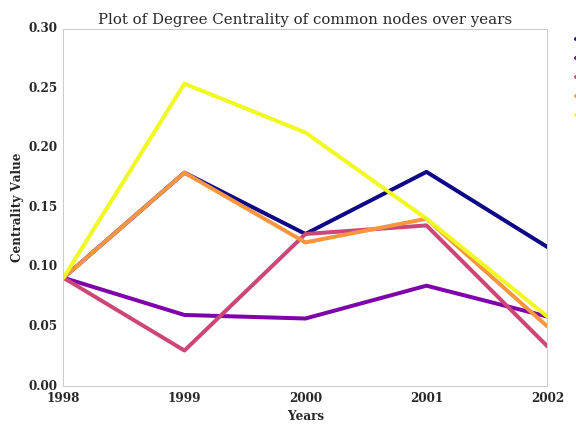 Plot of Degree Centrality of common nodes over years
0.30
0.25
0.20
0.15
0.10
0.05
0.00
Centrality Value
1998 1999 2000 2001 2002
Years